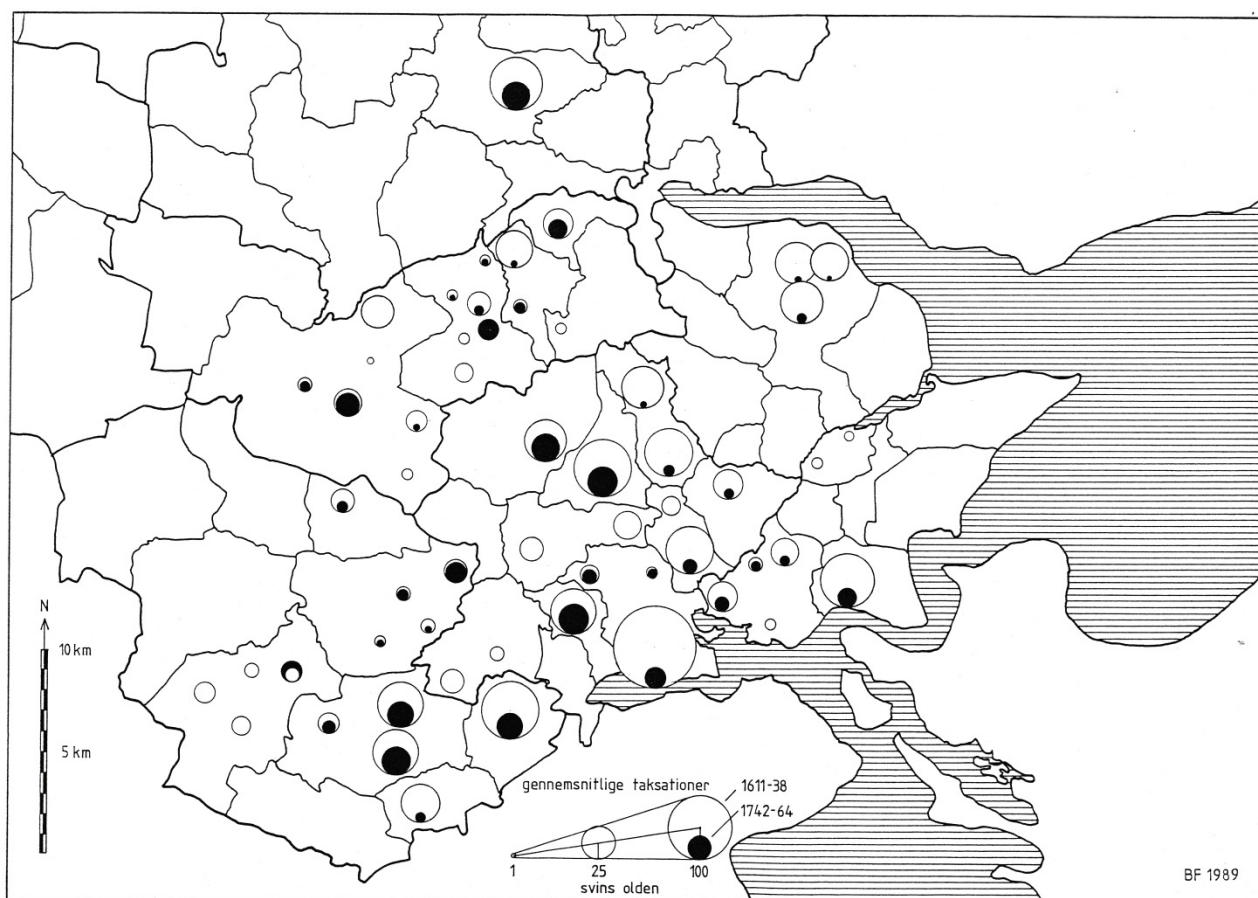 N
10 km
5 km
gennemsnitlige taksationer
1611-38
1742-64
1
25
100
svins olden
BF 1989